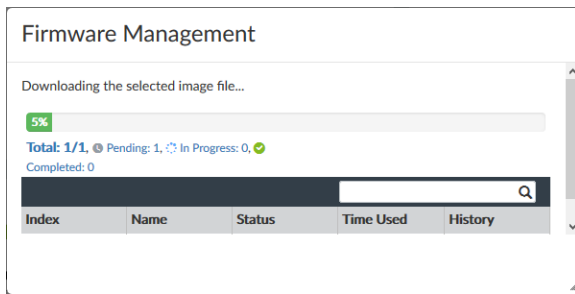 Firmware Management
Downloading the selected image file...
5%
Total: 1/1, Pending: 1, In Progress: 0,
Completed: 0
Index Name Status Time Used History